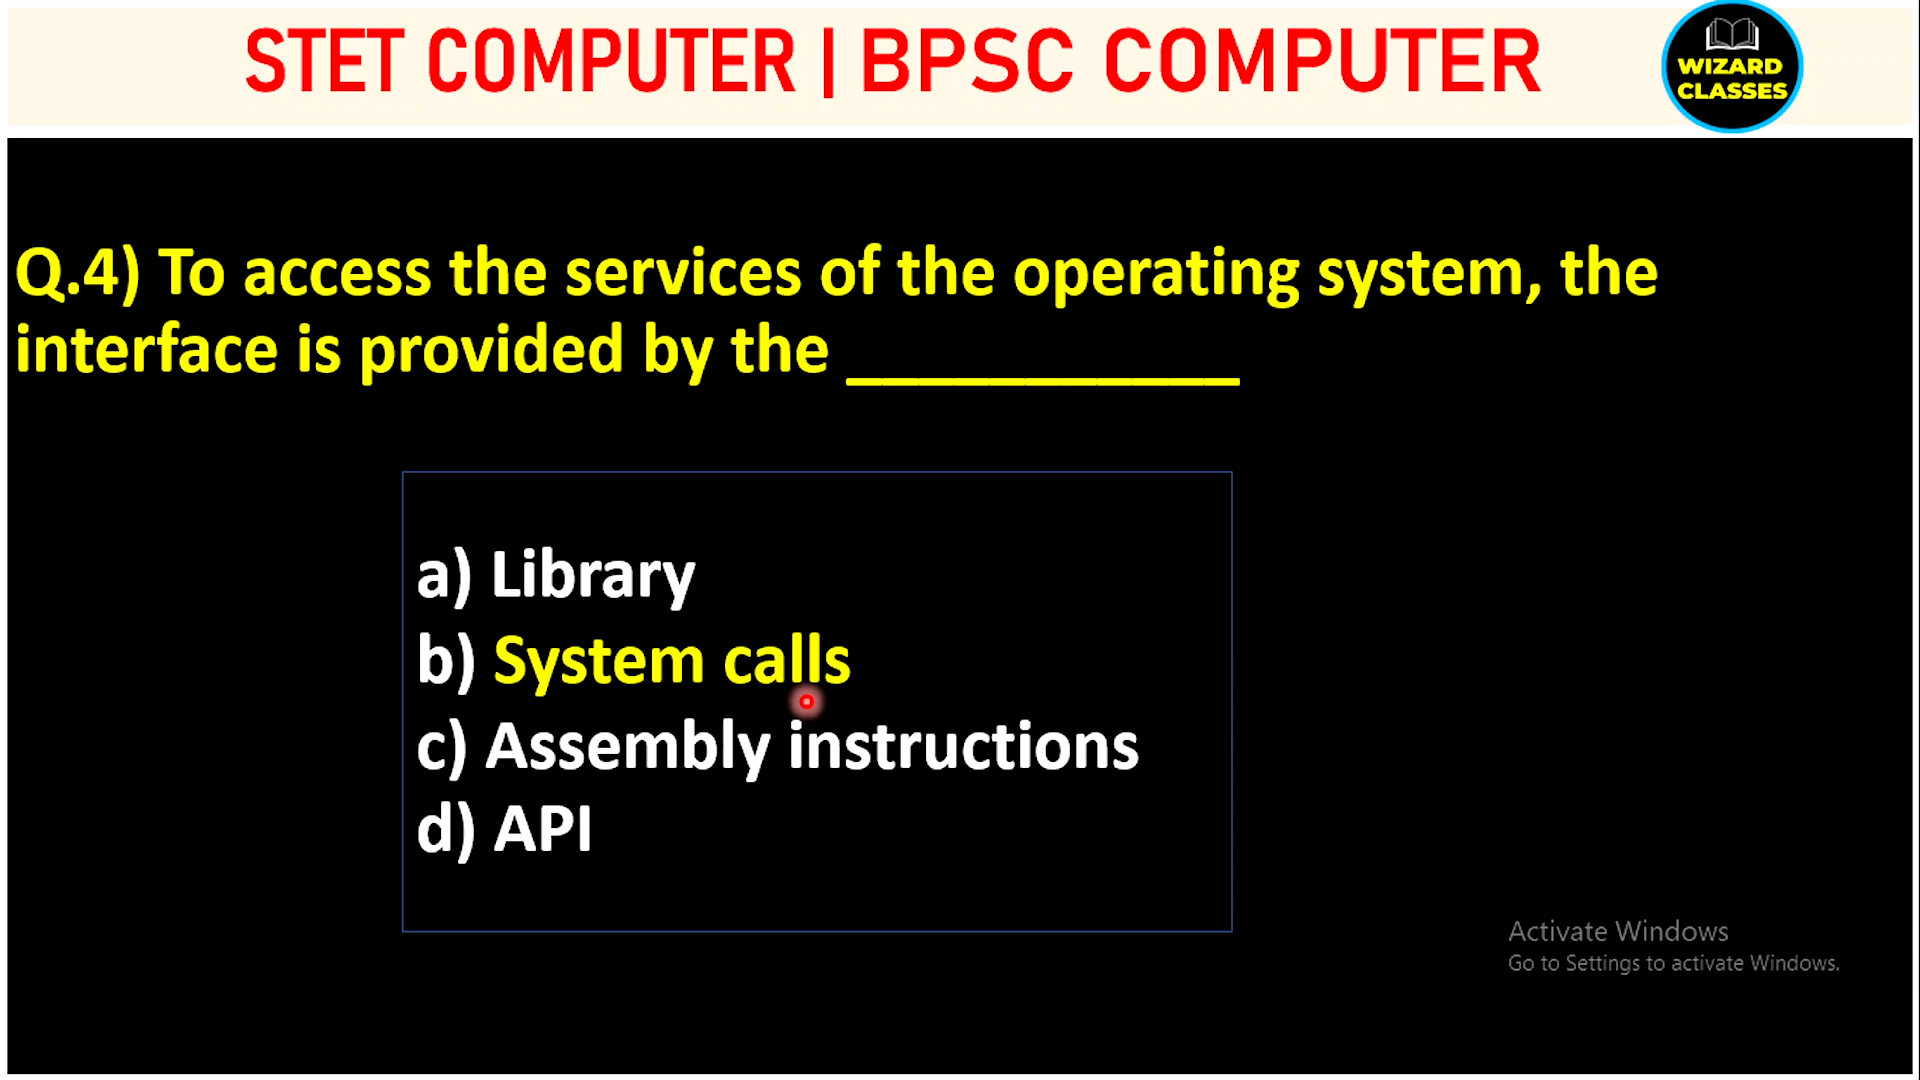 STET COMPUTER | BPSC COMPUTER
WIZARD
CLASSES
Q.4) To access the services of the operating system, the
interface is provided by the ___________
a) Library
b) System calls
c) Assembly instructions
d) API
Activate Windows
Go to Settings to activate Windows.